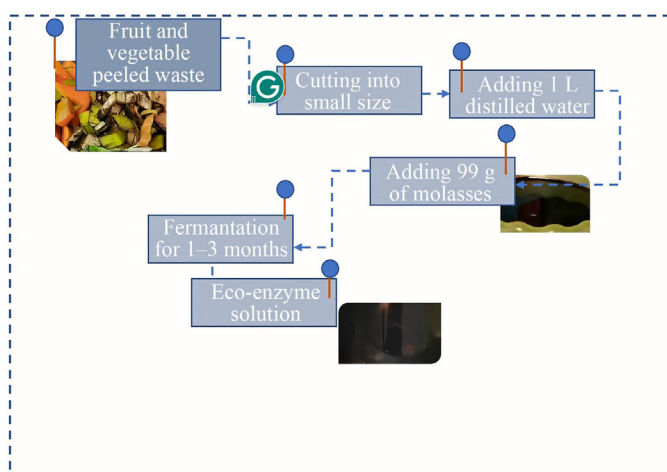 Fruit and
vegetable
peeled waste
G
Cutting into
small size
Adding 1 L
distilled water
Adding 99 g
of molasses
Fermantation
for 1–3 months
Eco-enzyme
solution